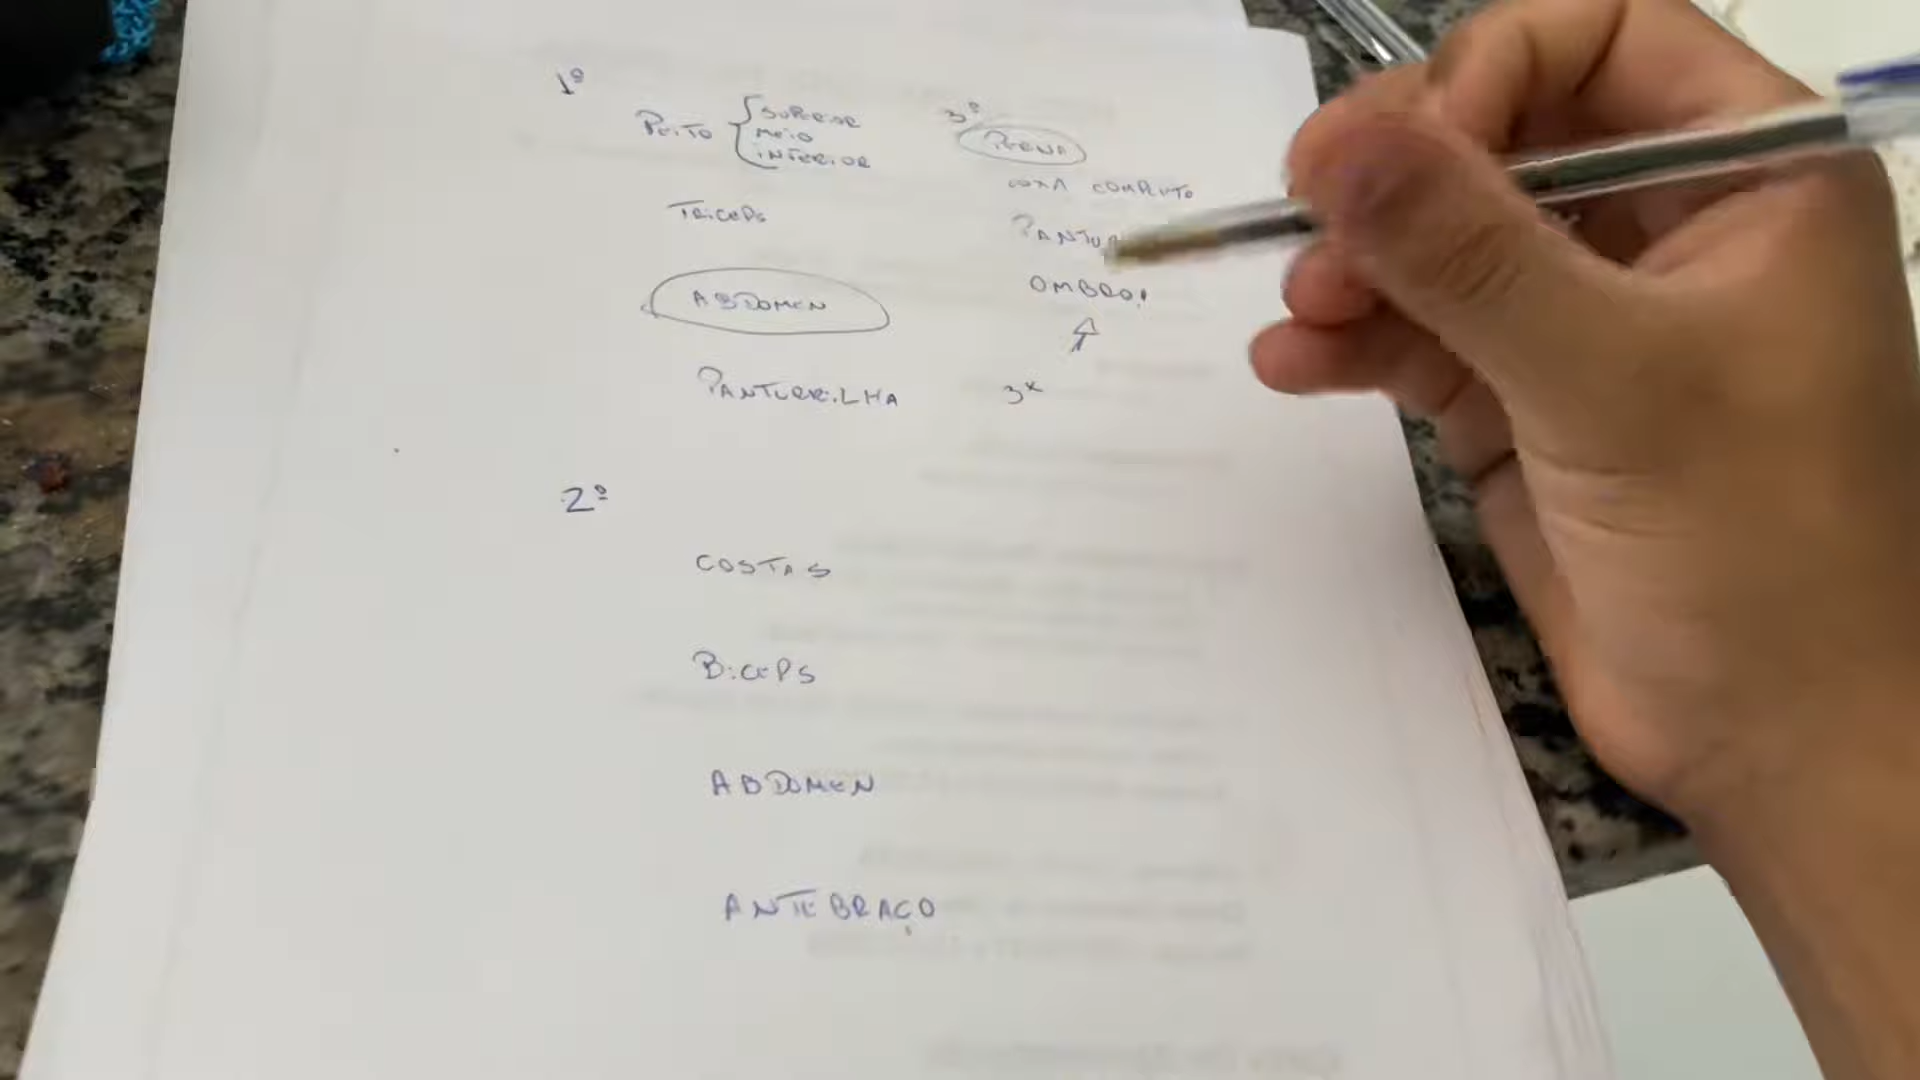 1º
PEITO { SUPERIOR
MEIO
INFERIOR
TRICEPS
ABDOMEN
PANTURRILHA
3º
PERNA
COXA COMPLETO
OMBRO
3x
2º
COSTAS
BICEPS
ABDOMEN
ANTEBRAÇO